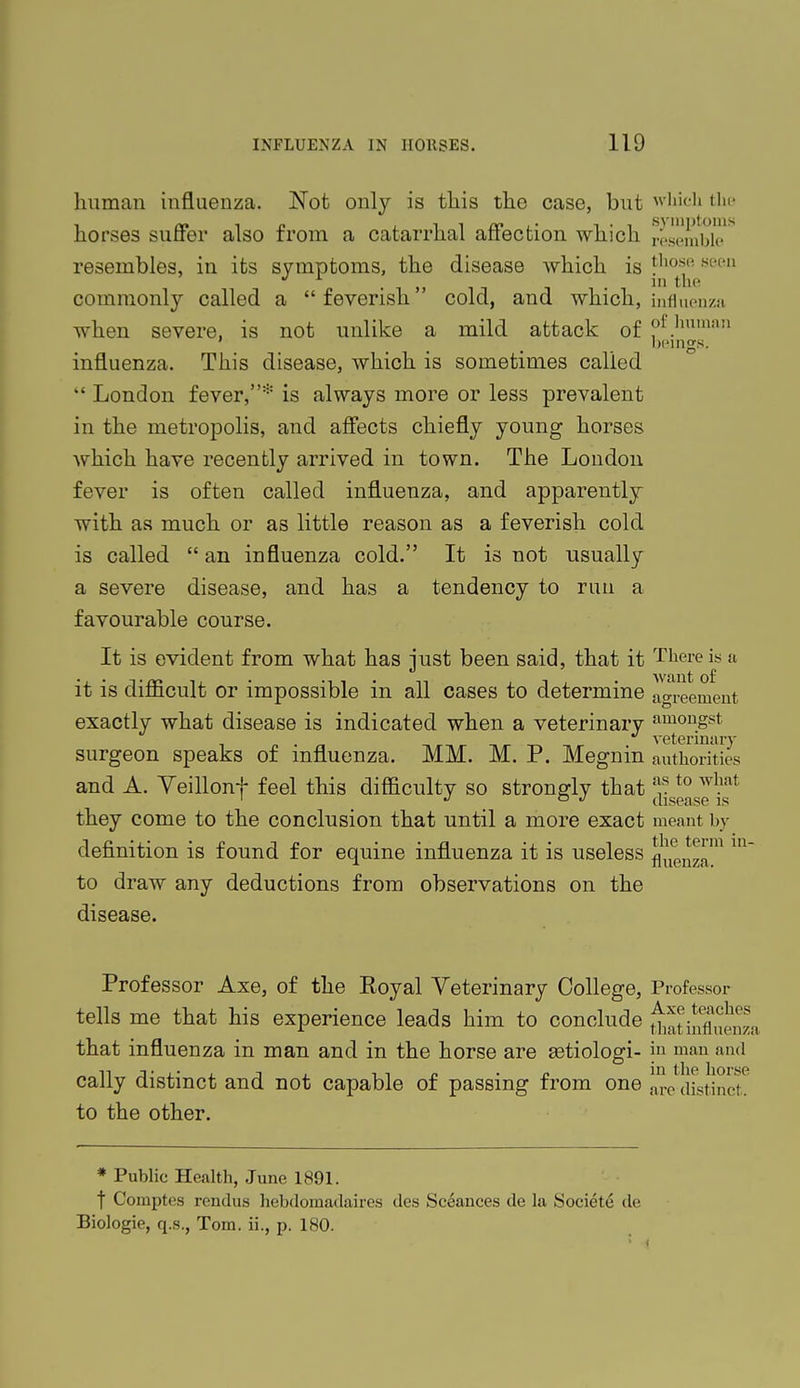 INFLUENZA IN HORSES. 119
human influenza. Not only is this the case, but which the
horses suffer also from a catarrhal affection which symptoms resemble
resembles, in its symptoms, the disease which is those seen
commonly called a “feverish” cold, and which, in the influenza
when severe, is not unlike a mild attack of of human beings.
influenza. This disease, which is sometimes called
“London fever,”* is always more or less prevalent
in the metropolis, and affects chiefly young horses
which have recently arrived in town. The London
fever is often called influenza, and apparently
with as much or as little reason as a feverish cold
is called “an influenza cold.” It is not usually
a severe disease, and has a tendency to run a
favourable course.
It is evident from what has just been said, that it There is a
it is difficult or impossible in all cases to determine want of agreement
exactly what disease is indicated when a veterinary amongst
surgeon speaks of influenza. MM. M. P. Megnin veterinary authorities
and A. Veillon† feel this difficulty so strongly that as to what disease is
they come to the conclusion that until a more exact meant by
definition is found for equine influenza it is useless the term in-fluenza.
to draw any deductions from observations on the
disease.
Professor Axe, of the Royal Veterinary College, Professor
tells me that his experience leads him to conclude Axe teaches that influenza
that influenza in man and in the horse are ætiologi- in man and
cally distinct and not capable of passing from one in the horse are distinct.
to the other.
* Public Health, June 1891.
† Comptes rendus hebdomadaires des Scéances de la Societé de
Biologie, q.s., Tom. ii., p. 180.